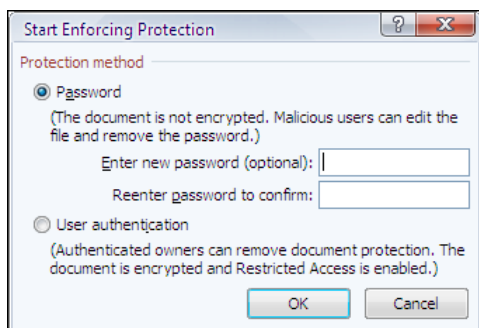 Start Enforcing Protection
Protection method
Password
(The document is not encrypted. Malicious users can edit the
file and remove the password.)
Enter new password (optional):
Reenter password to confirm:
User authentication
(Authenticated owners can remove document protection. The
document is encrypted and Restricted Access is enabled.)
OK Cancel